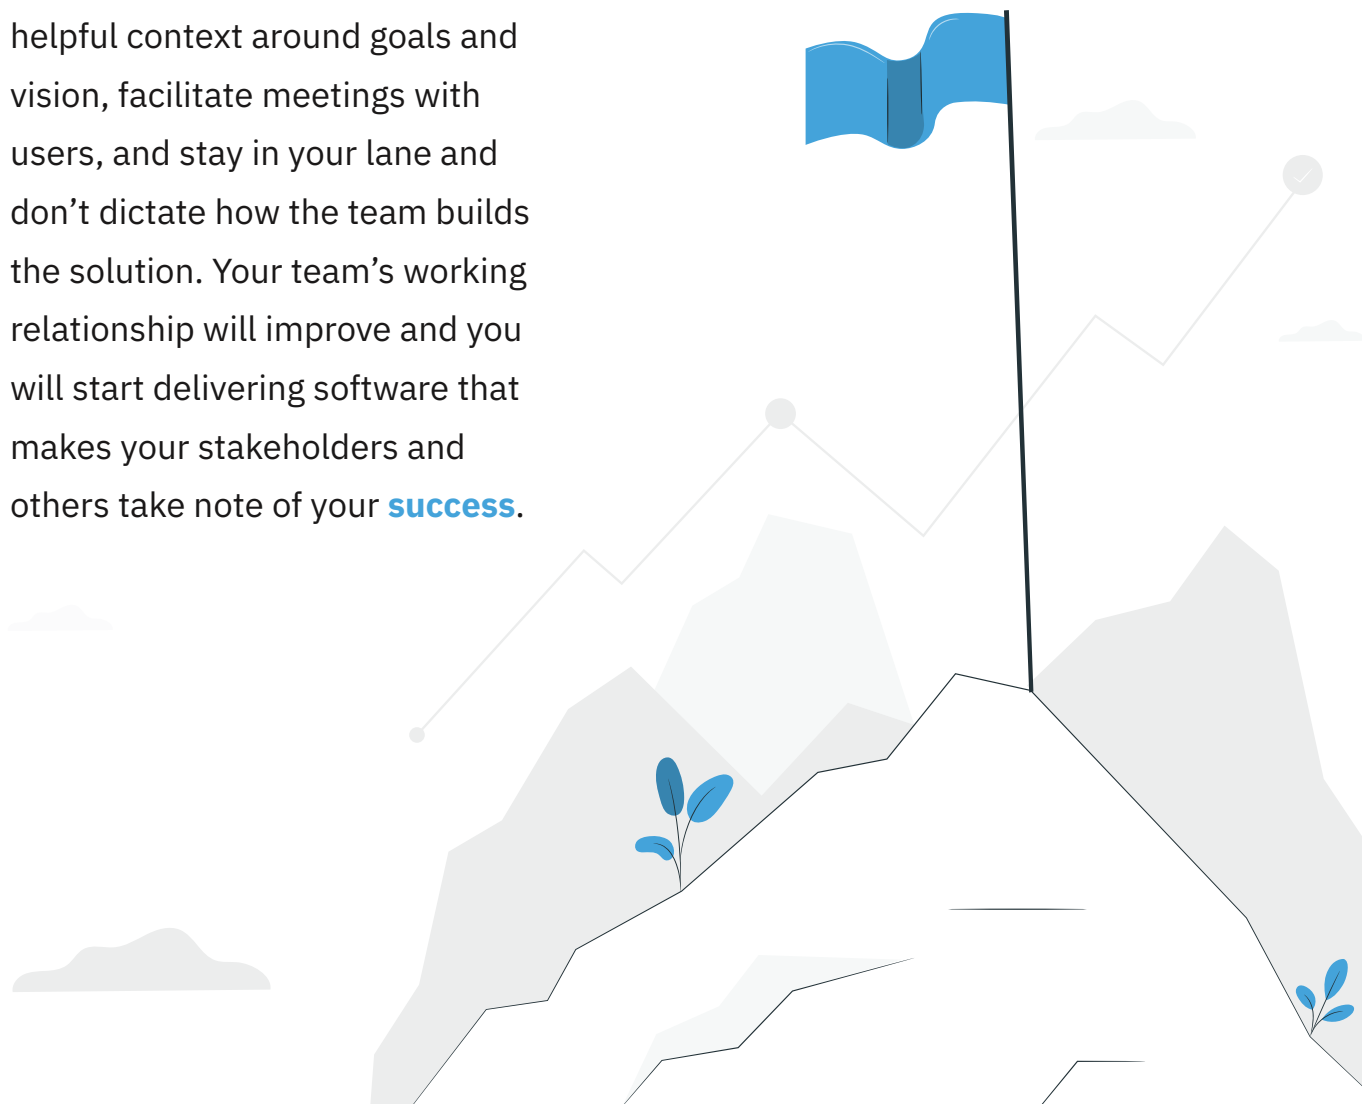 helpful context around goals and
vision, facilitate meetings with
users, and stay in your lane and
don’t dictate how the team builds
the solution. Your team’s working
relationship will improve and you
will start delivering software that
makes your stakeholders and
others take note of your success.